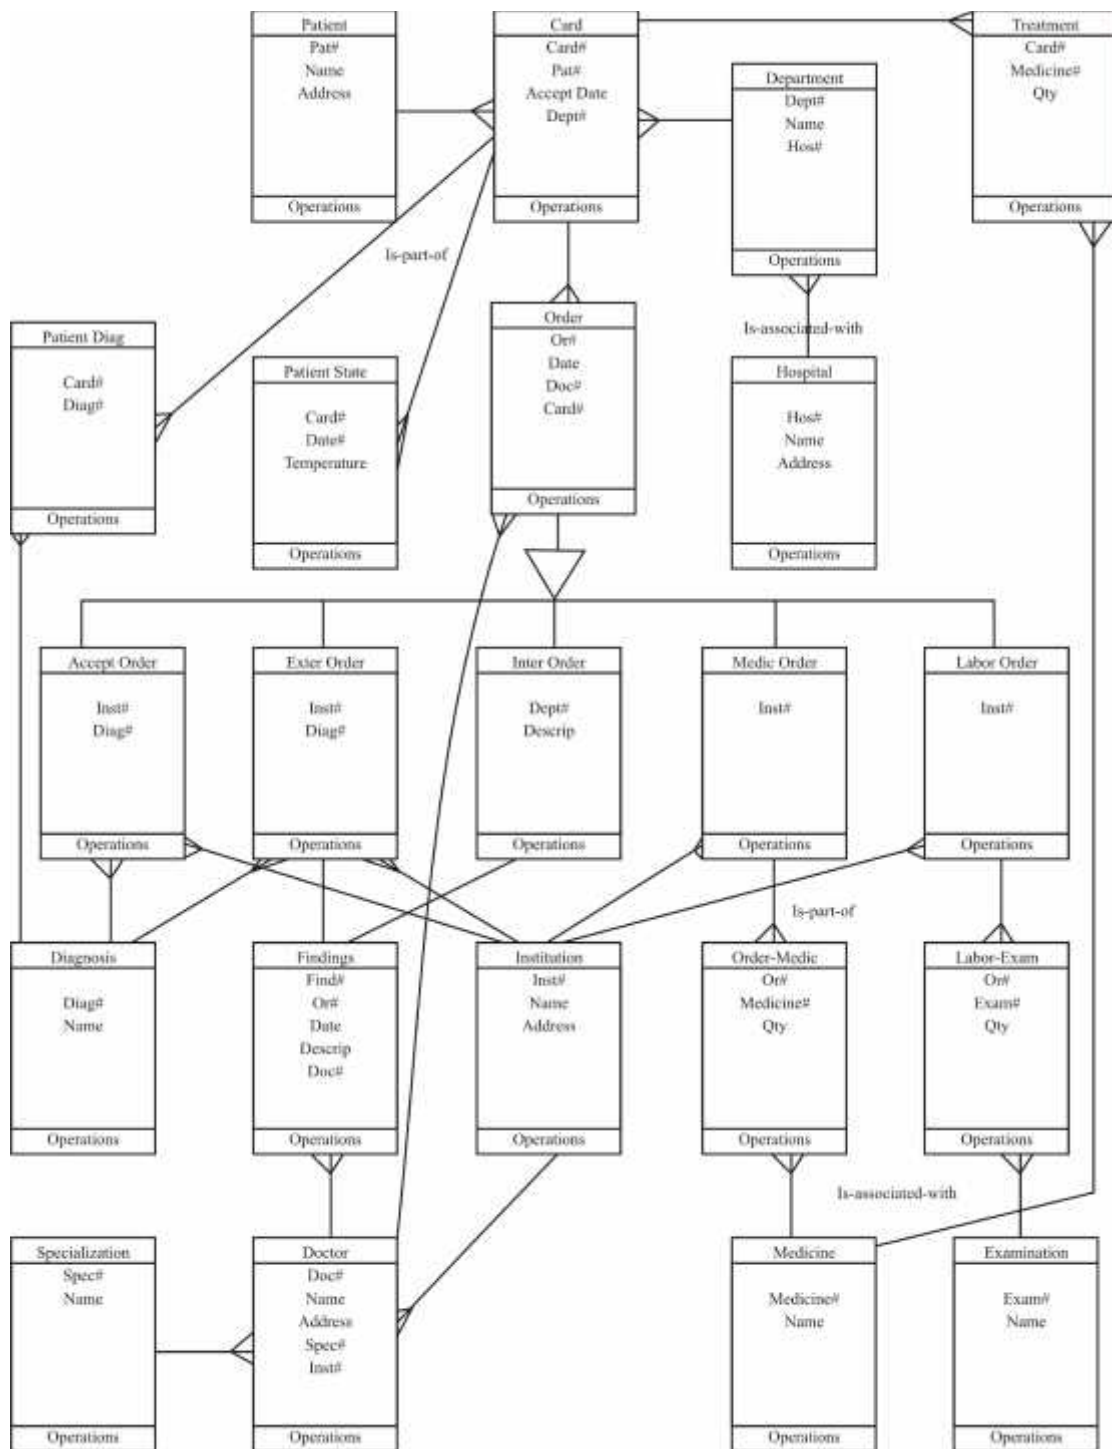 Patient
Pat#
Name
Address
Operations
Card
Card#
Pat#
Accept Date
Dept#
Operations
Department
Dept#
Name
Hos#
Operations
Treatment
Card#
Medicine#
Qty
Operations
Is-part-of
Is-associated-with
Patient Diag
Card#
Diag#
Operations
Patient State
Card#
Date#
Temperature
Operations
Order
Or#
Date
Doc#
Card#
Operations
Hospital
Hos#
Name
Address
Operations
Accept Order
Inst#
Diag#
Operations
Exter Order
Inst#
Diag#
Operations
Inter Order
Dept#
Descrip
Operations
Medic Order
Inst#
Operations
Labor Order
Inst#
Operations
Is-part-of
Diagnosis
Diag#
Name
Operations
Findings
Find#
Or#
Date
Descrip
Doc#
Operations
Institution
Inst#
Name
Address
Operations
Order-Medic
Or#
Medicine#
Qty
Operations
Labor-Exam
Or#
Exam#
Qty
Operations
Is-associated-with
Specialization
Spec#
Name
Operations
Doctor
Doc#
Name
Address
Spec#
Inst#
Operations
Medicine
Medicine#
Name
Operations
Examination
Exam#
Name
Operations